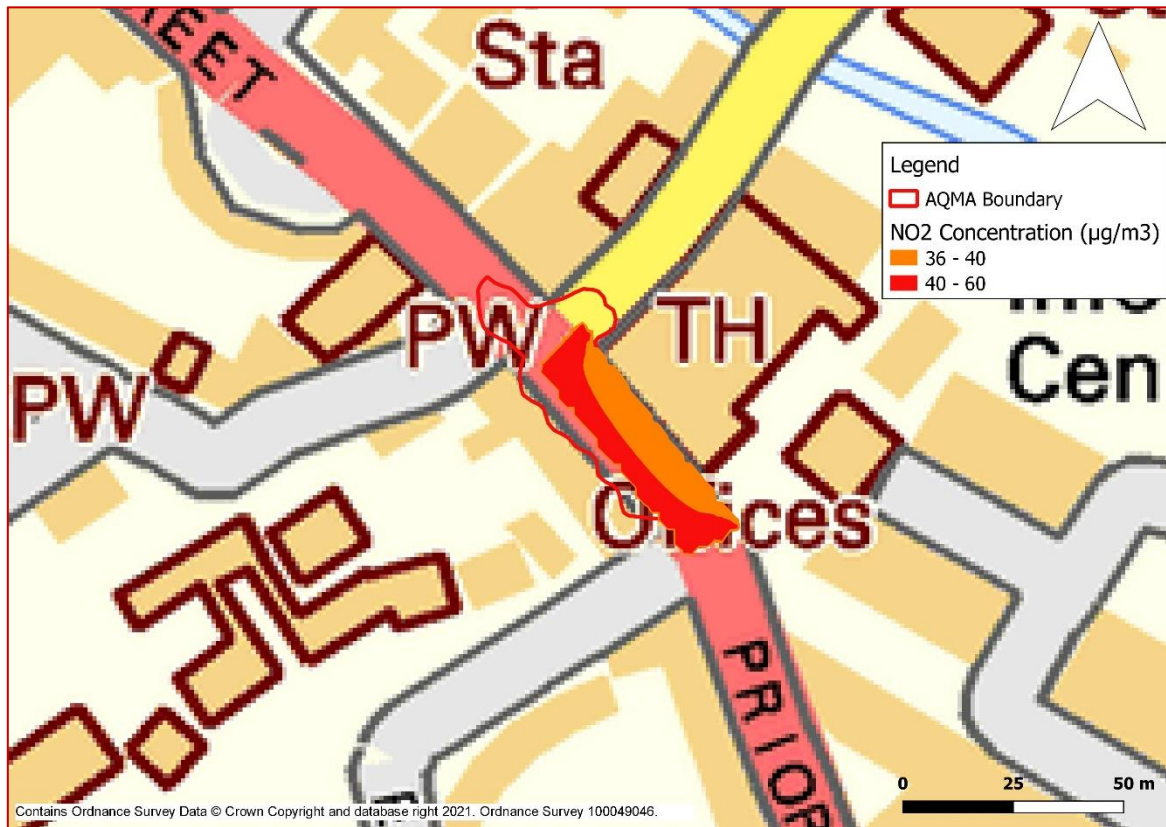 REET
Sta
Legend
AQMA Boundary
NO2 Concentration (µg/m3)
36 - 40
40 - 60
PW
TH
Cen
PW
Offices
PRIOR
0 25 50 m
Contains Ordnance Survey Data © Crown Copyright and database right 2021. Ordnance Survey 100049046.